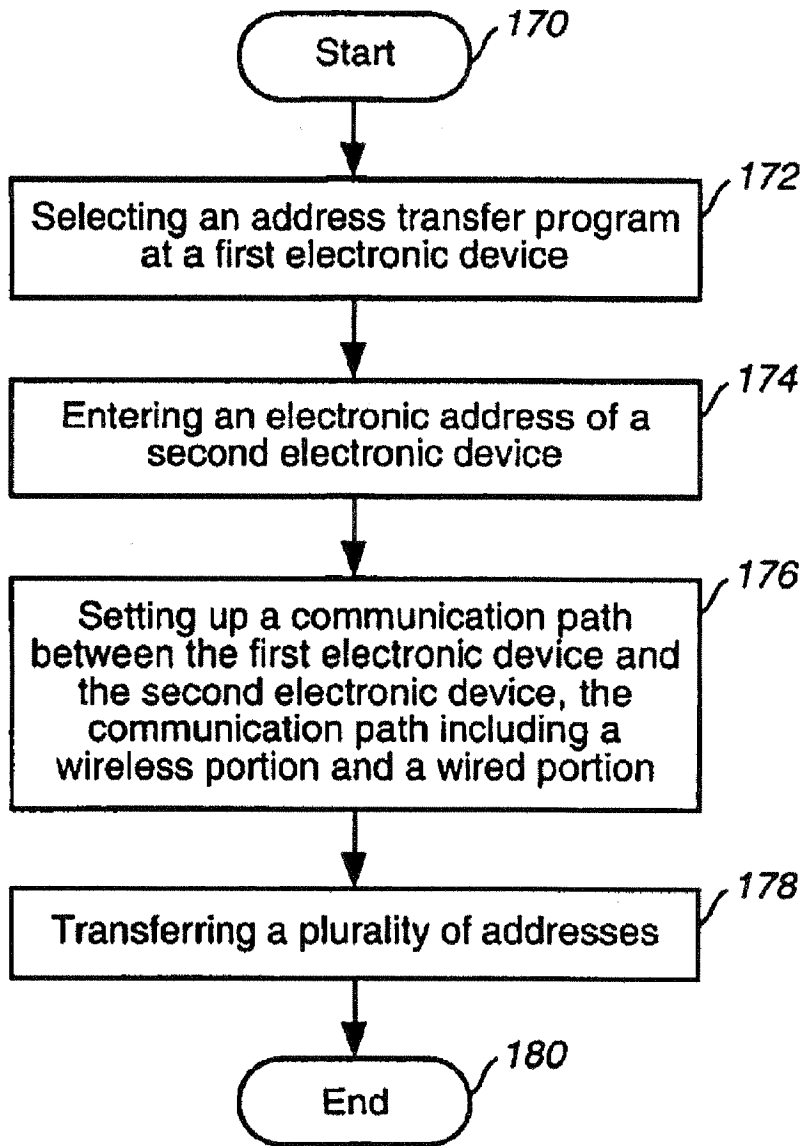 170
Start
172
Selecting an address transfer program
at a first electronic device
174
Entering an electronic address of a
second electronic device
176
Setting up a communication path
between the first electronic device and
the second electronic device, the
communication path including a
wireless portion and a wired portion
178
Transferring a plurality of addresses
180
End